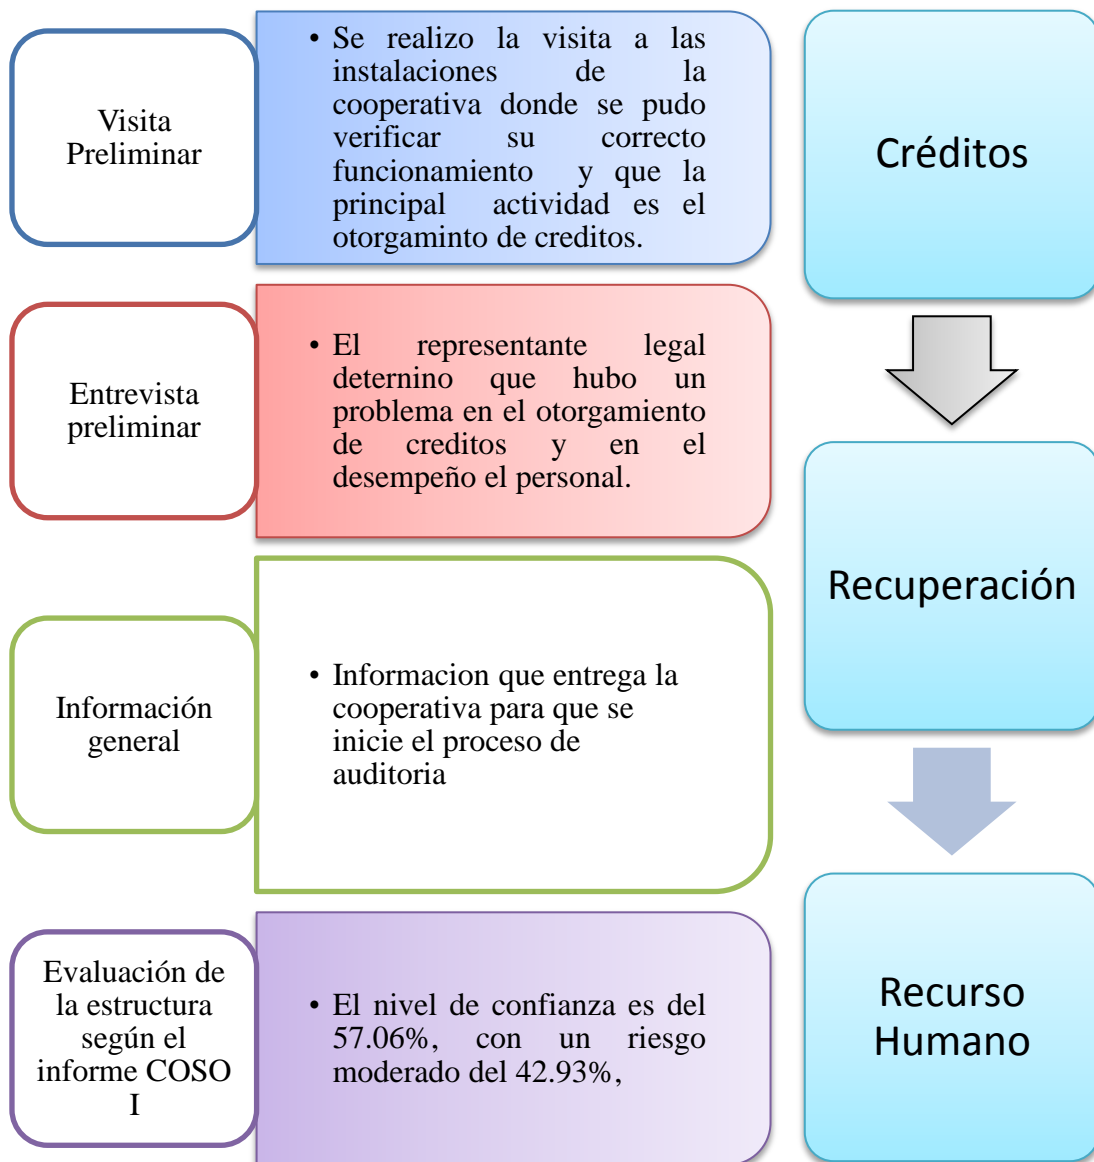 Visita
Preliminar
• Se realizo la visita a las
instalaciones de la
cooperativa donde se pudo
verificar su correcto
funcionamiento y que la
principal actividad es el
otorgaminto de creditos.
Entrevista
preliminar
• El representante legal
deternino que hubo un
problema en el otorgamiento
de creditos y en el
desempeño el personal.
Información
general
• Informacion que entrega la
cooperativa para que se
inicie el proceso de
auditoria
Evaluación de
la estructura
según el
informe COSO
I
• El nivel de confianza es del
57.06%, con un riesgo
moderado del 42.93%,
Créditos
Recuperación
Recurso
Humano